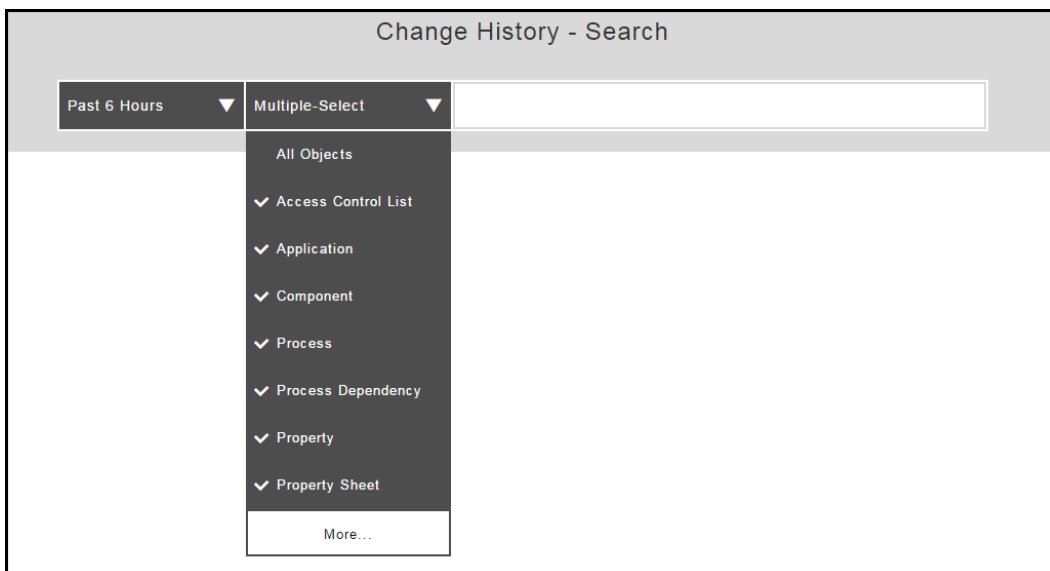 Change History - Search
Past 6 Hours
Multiple-Select
All Objects
Access Control List
Application
Component
Process
Process Dependency
Property
Property Sheet
More...